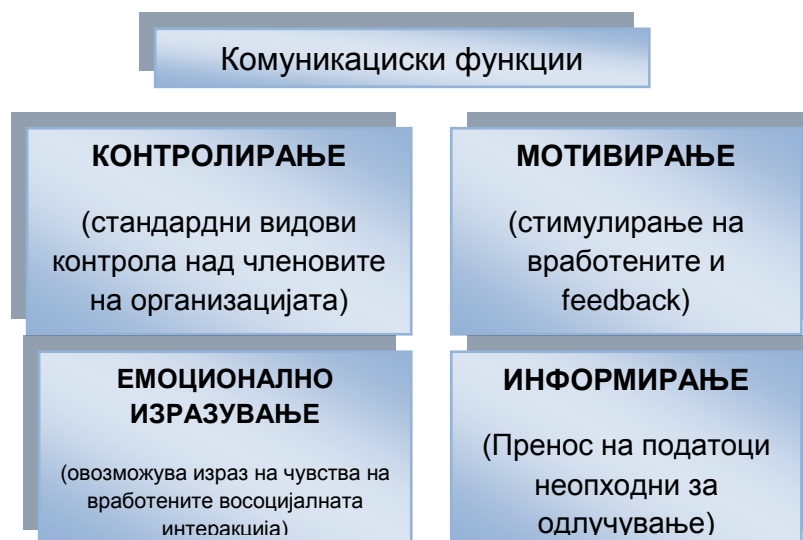 Комуникациски функции
КОНТРОЛИРАЊЕ
(стандардни видови
контрола над членовите
на организацијата)
МОТИВИРАЊЕ
(стимулирање на
вработените и
feedback)
ЕМОЦИОНАЛНО
ИЗРАЗУВАЊЕ
(овозможува израз на чувства на
вработените восоцијалната
интеракција)
ИНФОРМИРАЊЕ
(Пренос на податоци
неопходни за
одлучување)